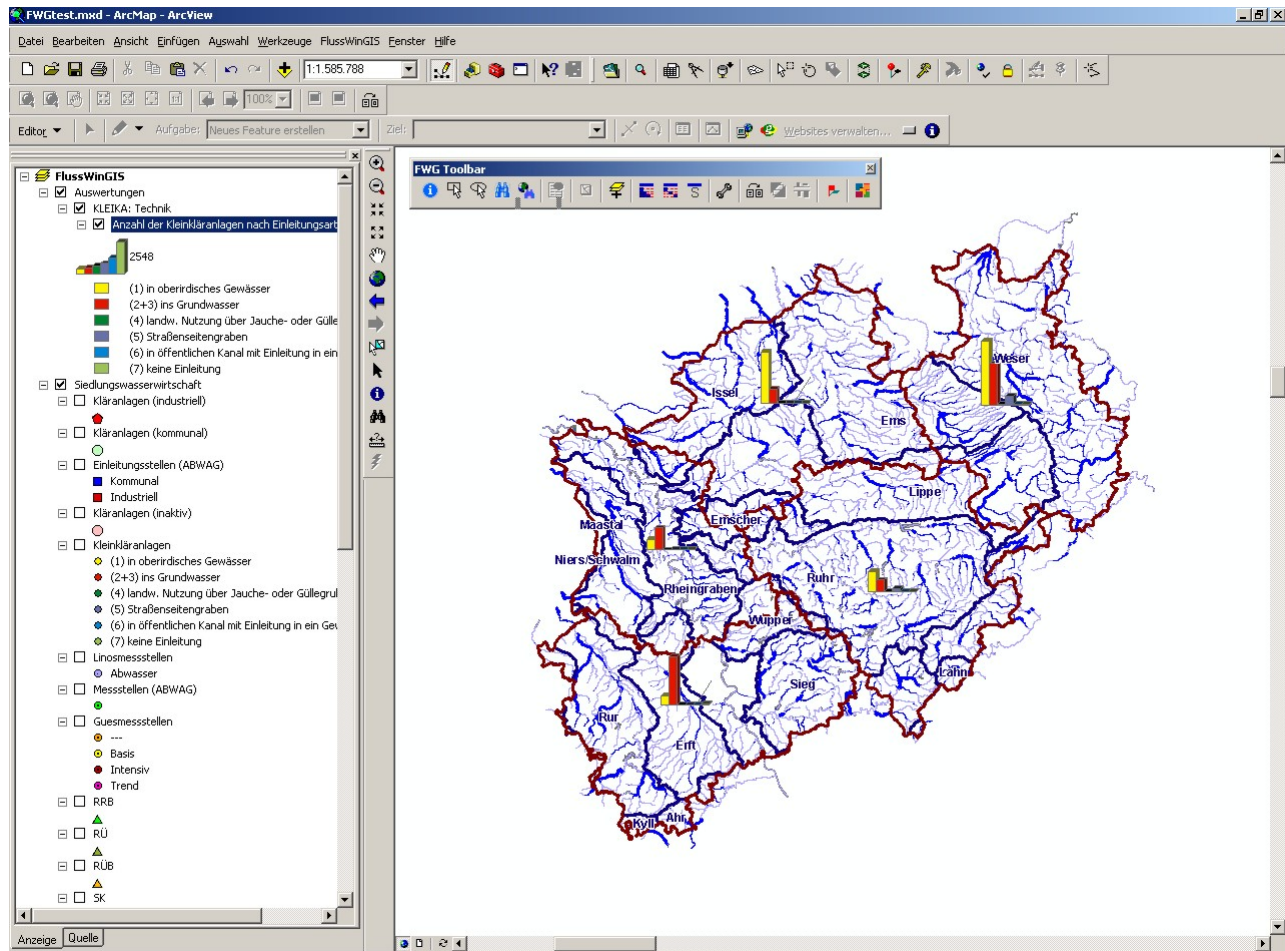 FWGtest.mxd - ArcMap - ArcView
Datei Bearbeiten Ansicht Einfügen Auswahl Werkzeuge FlussWinGIS Fenster Hilfe
1:1.585.788
100%
Editor Aufgabe: Neues Feature erstellen Ziel: Websites verwalten...
FlussWinGIS
Auswertungen
KLEIKA: Technik
Anzahl der Kleinkläranlagen nach Einleitungsart
2548
(1) in oberirdisches Gewässer
(2+3) ins Grundwasser
(4) landw. Nutzung über Jauche- oder Gülle
(5) Straßenseitengraben
(6) in öffentlichen Kanal mit Einleitung in ein
(7) keine Einleitung
Siedlungswasserwirtschaft
Kläranlagen (industriell)
Kläranlagen (kommunal)
Einleitungsstellen (ABWAG)
Kommunal
Industriell
Kläranlagen (inaktiv)
Kleinkläranlagen
(1) in oberirdisches Gewässer
(2+3) ins Grundwasser
(4) landw. Nutzung über Jauche- oder Güllegrul
(5) Straßenseitengraben
(6) in öffentlichen Kanal mit Einleitung in ein Gew
(7) keine Einleitung
Linosmessstellen
Abwasser
Messstellen (ABWAG)
Guesmessstellen
---
Basis
Intensiv
Trend
RRB
RÜ
RÜB
SK
Anzeige Quelle
FWG Toolbar
Weser
Issel
Ems
Lippe
Emscher
Maastal
Niers/Schwalm
Ruhr
Rheingraben
Wupper
Lahn
Sieg
Rur
Erft
Kyll
Ahr